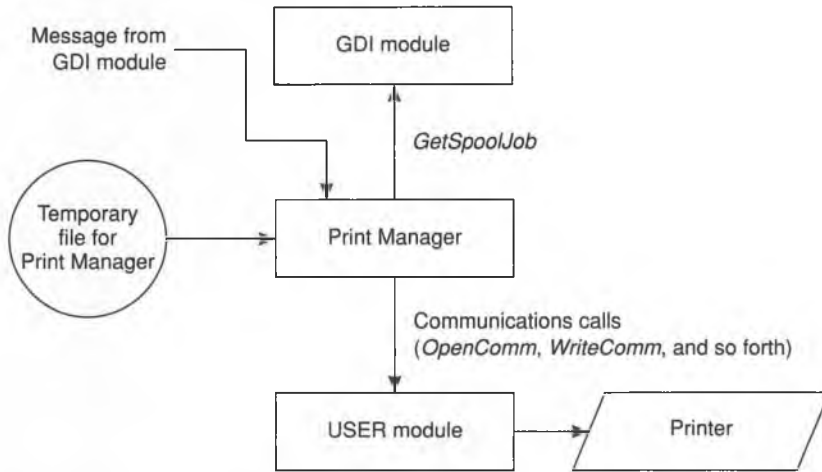 Message from
GDI module
GDI module
GetSpoolJob
Temporary
file for
Print Manager
Print Manager
Communications calls
(OpenComm, WriteComm, and so forth)
USER module
Printer